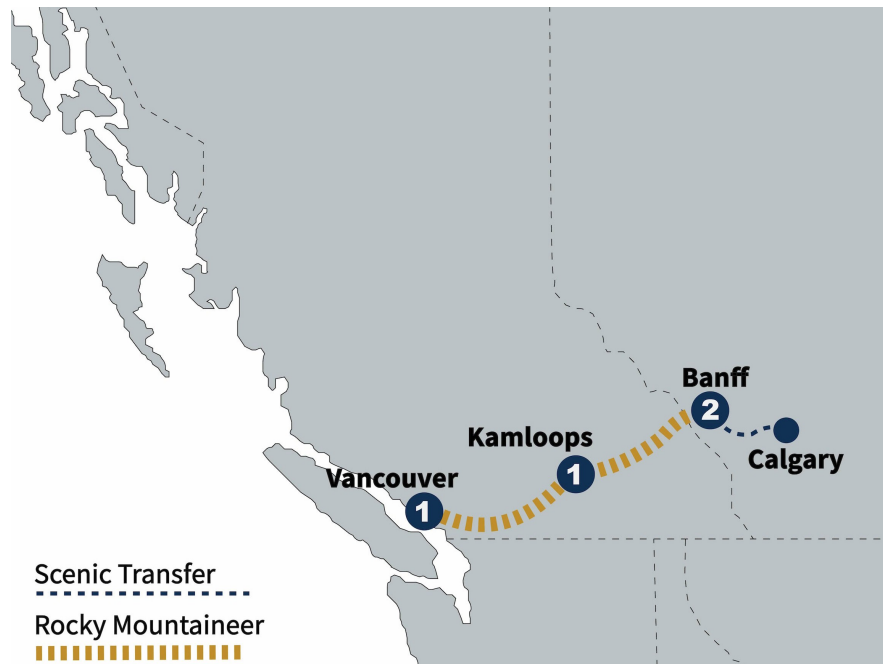 Banff
2
Kamloops
Calgary
1
Vancouver
1
Scenic Transfer
Rocky Mountaineer